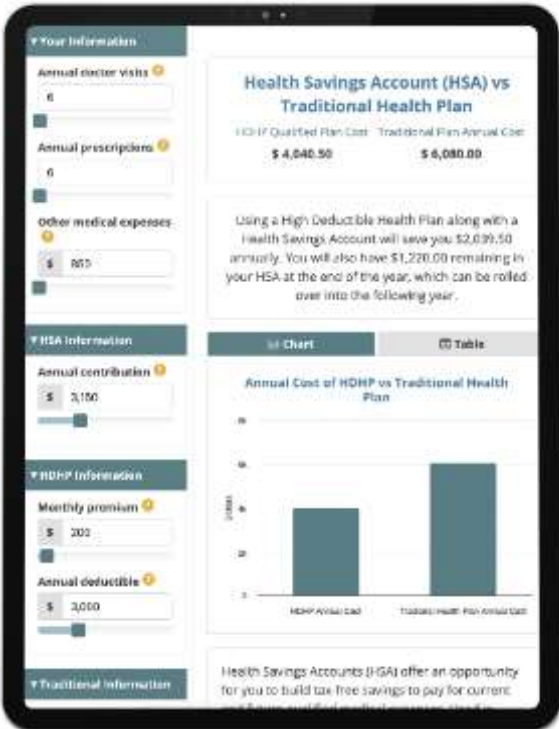 ▾ Your Information
Annual doctor visits
6
Annual prescriptions
6
Other medical expenses
$
▾ HSA Information
Annual contribution
$
▾ HDHP Information
Monthly premium
$ 200
Annual deductible
$ 3,000
▾ Traditional Information
Health Savings Account (HSA) vs
Traditional Health Plan
HDHP Qualified Plan Cost Traditional Plan Annual Cost
$ 4,040.50 $ 6,080.00
Using a High Deductible Health Plan along with a
Health Savings Account will save you $2,039.50
annually. You will also have $1,220.00 remaining in
your HSA at the end of the year, which can be rolled
over into the following year.
Chart Table
Annual Cost of HDHP vs Traditional Health
Plan
HDHP Annual Cost Traditional Health Plan Annual Cost
Health Savings Accounts (HSA) offer an opportunity
for you to build tax-free savings to pay for current